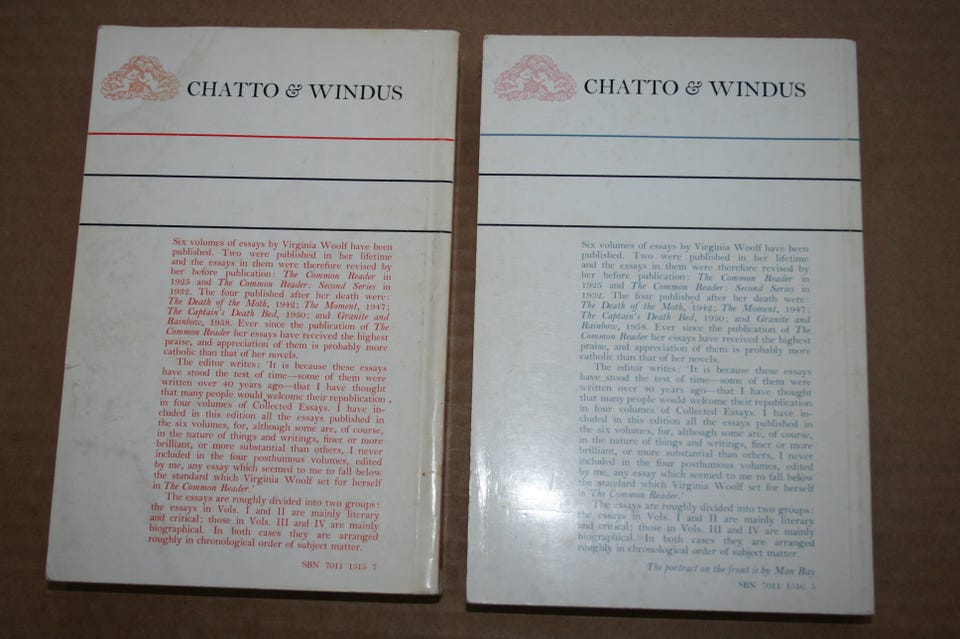 CHATTO & WINDUS
Six volumes of essays by Virginia Woolf have been
published. Two were published in her lifetime
and the essays in them were therefore revised by
her before publication: The Common Reader in
1925 and The Common Reader: Second Series in
1932. The four published after her death were:
The Death of the Moth, 1942; The Moment, 1947;
The Captain's Death Bed, 1950; and Granite and
Rainbow, 1958. Ever since the publication of The
Common Reader her essays have received the highest
praise, and appreciation of them is probably more
catholic than that of her novels.
The editor writes: 'It is because these essays
have stood the test of time—some of them were
written over 40 years ago—that I have thought
that many people would welcome their republication
in four volumes of Collected Essays. I have in-
cluded in this edition all the essays published in
the six volumes, for, although some are, of course,
in the nature of things and writings, finer or more
brilliant, or more substantial than others, I never
included in the four posthumous volumes, edited
by me, any essay which seemed to me to fall below
the standard which Virginia Woolf set for herself
in The Common Reader.'
The essays are roughly divided into two groups:
the essays in Vols. I and II are mainly literary
and critical; those in Vols. III and IV are mainly
biographical. In both cases they are arranged
roughly in chronological order of subject matter.
SBN 7011 1515 7
CHATTO & WINDUS
Six volumes of essays by Virginia Woolf have been
published. Two were published in her lifetime
and the essays in them were therefore revised by
her before publication: The Common Reader in
1925 and The Common Reader: Second Series in
1932. The four published after her death were:
The Death of the Moth, 1942; The Moment, 1947;
The Captain's Death Bed, 1950; and Granite and
Rainbow, 1958. Ever since the publication of The
Common Reader her essays have received the highest
praise, and appreciation of them is probably more
catholic than that of her novels.
The editor writes: 'It is because these essays
have stood the test of time—some of them were
written over 40 years ago—that I have thought
that many people would welcome their republication
in four volumes of Collected Essays. I have in-
cluded in this edition all the essays published in
the six volumes, for, although some are, of course,
in the nature of things and writings, finer or more
brilliant, or more substantial than others, I never
included in the four posthumous volumes, edited
by me, any essay which seemed to me to fall below
the standard which Virginia Woolf set for herself
in The Common Reader.'
The essays are roughly divided into two groups:
the essays in Vols. I and II are mainly literary
and critical; those in Vols. III and IV are mainly
biographical. In both cases they are arranged
roughly in chronological order of subject matter.
The portrait on the front is by Man Ray
SBN 7011 1516 5